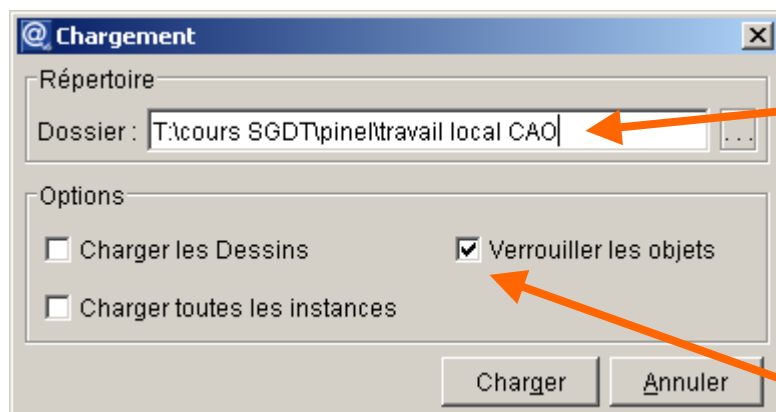 Chargement
Répertoire
Dossier : T:\cours SGDT\pinel\travail local CAO ...
Options
Charger les Dessins Verrouiller les objets
Charger toutes les instances
Charger Annuler